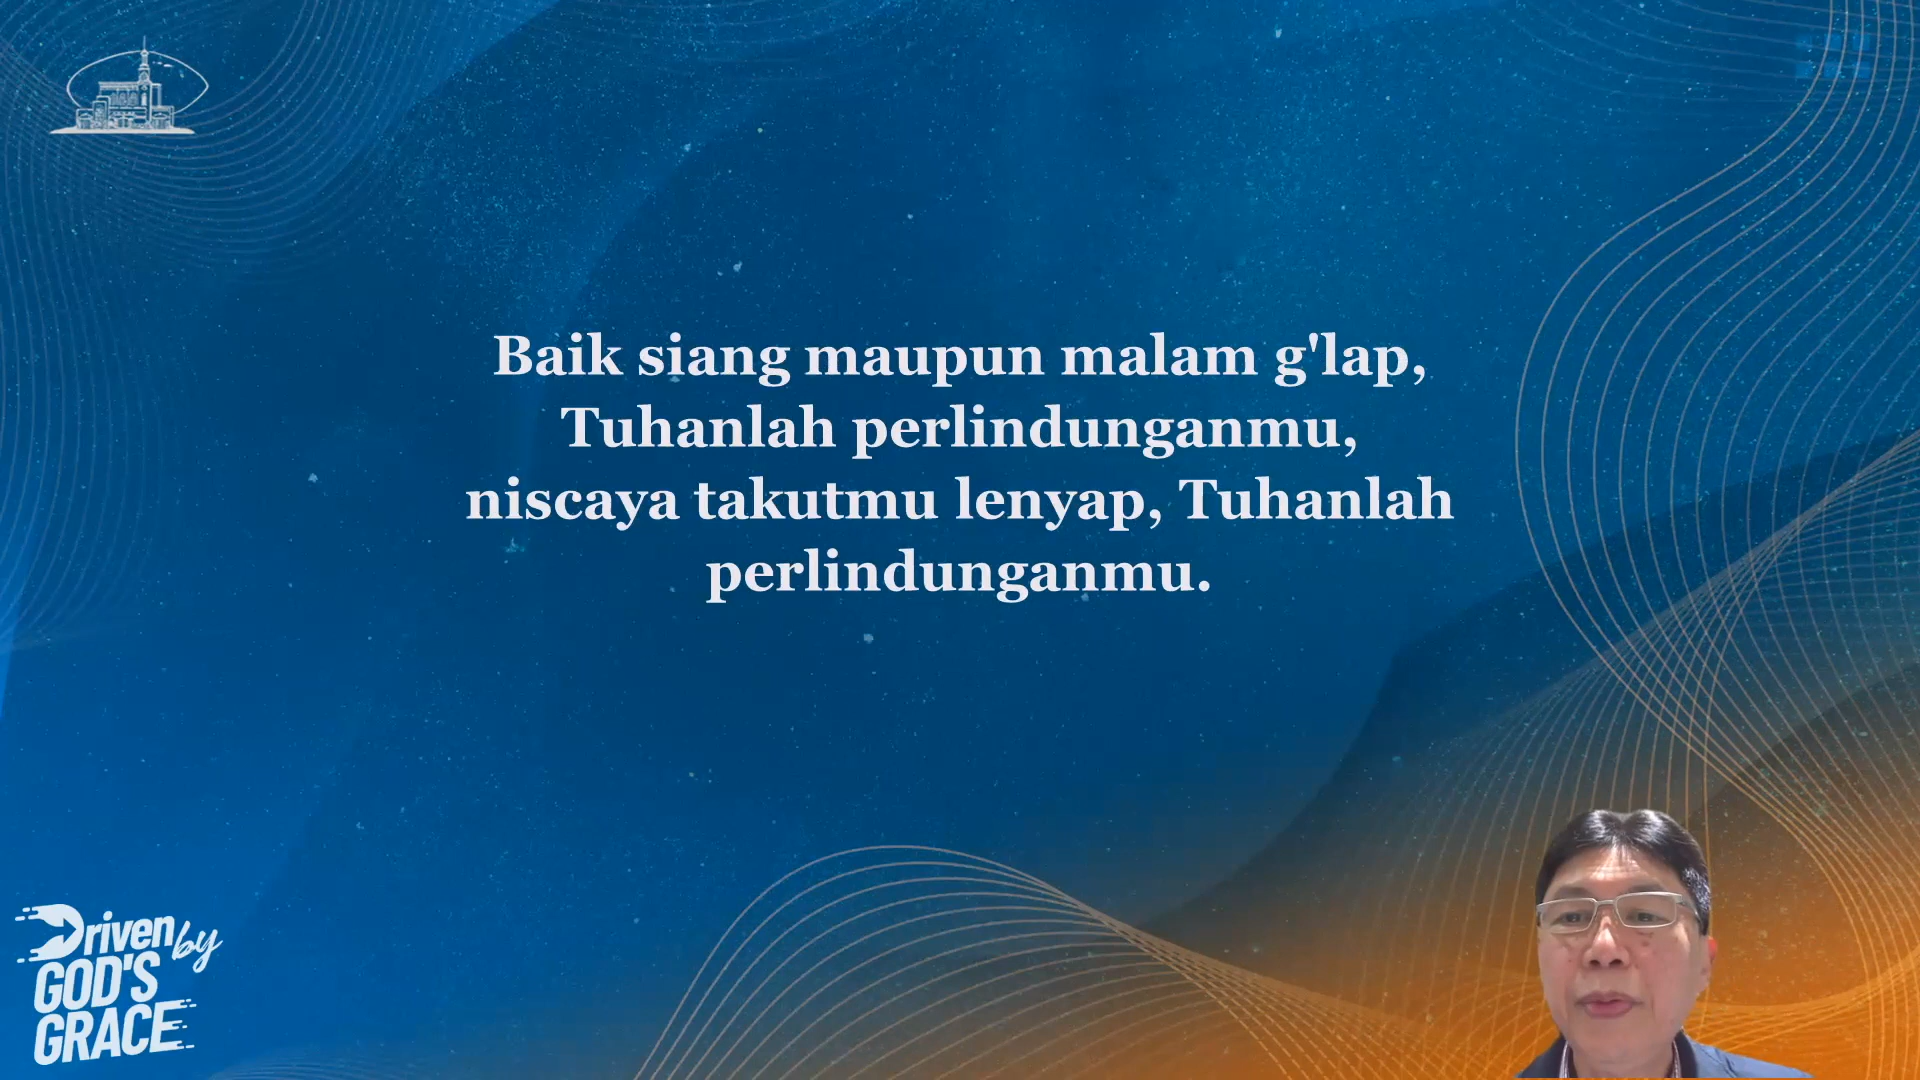 Baik siang maupun malam g'lap,
Tuhanlah perlindunganmu,
niscaya takutmu lenyap, Tuhanlah
perlindunganmu.
Driven by
GOD'S
GRACE